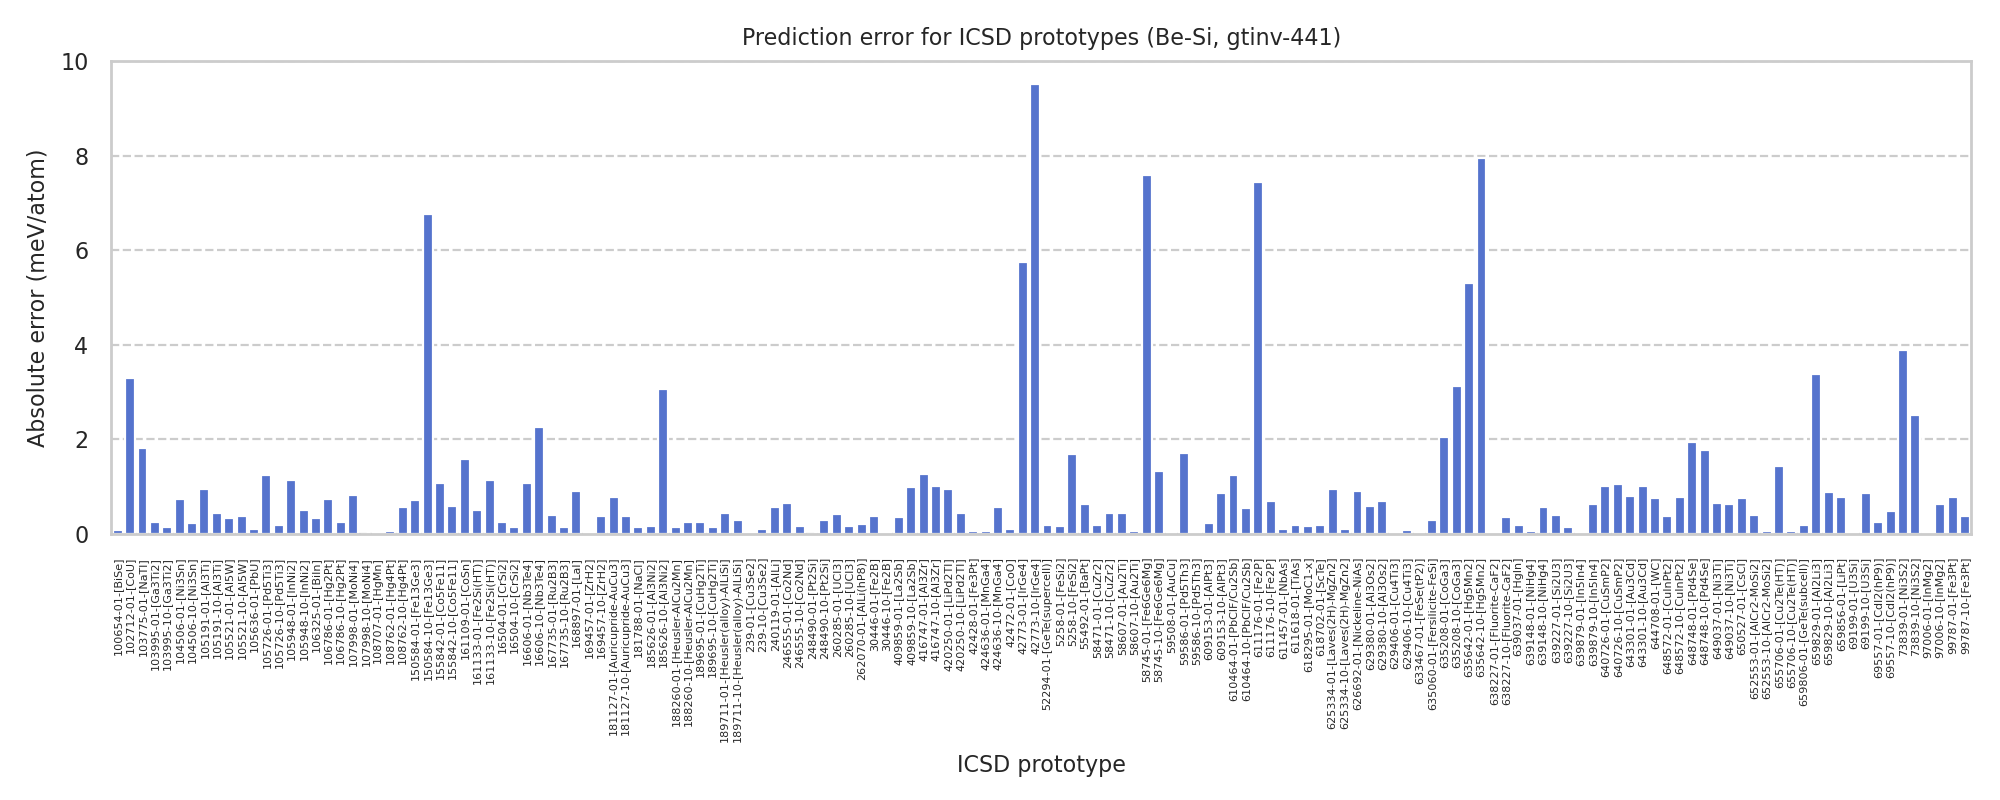 Prediction error for ICSD prototypes (Be-Si, gtinv-441)
Absolute error (meV/atom)
10
8
6
4
2
0
100654-01-[BiSe]
102712-01-[CoU]
103775-01-[NaTl]
103995-01-[Ga3Ti2]
103995-10-[Ga3Ti2]
104506-01-[Ni3Sn]
104506-10-[Ni3Sn]
105191-01-[Al3Ti]
105191-10-[Al3Ti]
105521-01-[Al5W]
105521-10-[Al5W]
105636-01-[PbU]
105726-01-[Pd5Ti3]
105726-10-[Pd5Ti3]
105948-01-[InNi2]
105948-10-[InNi2]
106325-01-[BiIn]
106786-01-[Hg2Pt]
106786-10-[Hg2Pt]
107998-01-[MoNi4]
107998-10-[MoNi4]
108707-01-[HgMn]
108762-01-[Hg4Pt]
108762-10-[Hg4Pt]
150584-01-[Fe13Ge3]
150584-10-[Fe13Ge3]
155842-01-[Co5Fe11]
155842-10-[Co5Fe11]
161109-01-[CoSn]
161133-01-[Fe2Si(HT)]
161133-10-[Fe2Si(HT)]
16504-01-[CrSi2]
16504-10-[CrSi2]
16606-01-[Nb3Te4]
16606-10-[Nb3Te4]
167735-01-[Ru2B3]
167735-10-[Ru2B3]
168897-01-[LaI]
169457-01-[ZrH2]
169457-10-[ZrH2]
181127-01-[Auricupride-AuCu3]
181127-10-[Auricupride-AuCu3]
181788-01-[NaCl]
185626-01-[Al3Ni2]
185626-10-[Al3Ni2]
188260-01-[Heusler-AlCu2Mn]
188260-10-[Heusler-AlCu2Mn]
189695-01-[CuHg2Ti]
189695-10-[CuHg2Ti]
189711-01-[Heusler(alloy)-AlLiSi]
189711-10-[Heusler(alloy)-AlLiSi]
239-01-[Cu3Se2]
239-10-[Cu3Se2]
240119-01-[AlLi]
246555-01-[Co2Nd]
246555-10-[Co2Nd]
248490-01-[Pt2Si]
248490-10-[Pt2Si]
260285-01-[UCl3]
260285-10-[UCl3]
262070-01-[AlLi(hP8)]
30446-01-[Fe2B]
30446-10-[Fe2B]
409859-01-[La2Sb]
409859-10-[La2Sb]
416747-01-[Al3Zr]
416747-10-[Al3Zr]
420250-01-[LiPd2Tl]
420250-10-[LiPd2Tl]
42428-01-[Fe3Pt]
424636-01-[MnGa4]
424636-10-[MnGa4]
42472-01-[CoO]
42773-01-[IrGe4]
42773-10-[IrGe4]
52294-01-[GeTe(supercell)]
5258-01-[FeSi2]
5258-10-[FeSi2]
55492-01-[BaPt]
58471-01-[CuZr2]
58471-10-[CuZr2]
58607-01-[Au2Ti]
58607-10-[Au2Ti]
58745-01-[Fe6Ge6Mg]
58745-10-[Fe6Ge6Mg]
59508-01-[AuCu]
59586-01-[Pd5Th3]
59586-10-[Pd5Th3]
609153-01-[AlPt3]
609153-10-[AlPt3]
610464-01-[PbClF/Cu2Sb]
610464-10-[PbClF/Cu2Sb]
611176-01-[Fe2P]
611176-10-[Fe2P]
611457-01-[NbAs]
611618-01-[TiAs]
618295-01-[MoC1-x]
618702-01-[ScTe]
625334-01-[Laves(2H)-MgZn2]
625334-10-[Laves(2H)-MgZn2]
626692-01-[Nickeline-NiAs]
629380-01-[Al3Os2]
629380-10-[Al3Os2]
629406-01-[Cu4Ti3]
629406-10-[Cu4Ti3]
633467-01-[FeSe(tP2)]
635060-01-[Fersilicite-FeSi]
635208-01-[CoGa3]
635208-10-[CoGa3]
635642-01-[Hg5Mn2]
635642-10-[Hg5Mn2]
638227-01-[Fluorite-CaF2]
638227-10-[Fluorite-CaF2]
639037-01-[HgIn]
639148-01-[NiHg4]
639148-10-[NiHg4]
639227-01-[Si2U3]
639227-10-[Si2U3]
639879-01-[In5In4]
639879-10-[In5In4]
640726-01-[CuSmP2]
640726-10-[CuSmP2]
643301-01-[Au3Cd]
643301-10-[Au3Cd]
644708-01-[WC]
648572-01-[CuInPt2]
648572-10-[CuInPt2]
648748-01-[Pd4Se]
648748-10-[Pd4Se]
649037-01-[Ni3Ti]
649037-10-[Ni3Ti]
650527-01-[CsCl]
652553-01-[AlCr2-MoSi2]
652553-10-[AlCr2-MoSi2]
655706-01-[Cu2Te(HT)]
655706-10-[Cu2Te(HT)]
659806-01-[GeTe(subcell)]
659829-01-[Al2Li3]
659829-10-[Al2Li3]
659856-01-[LiPt]
69199-01-[U3Si]
69199-10-[U3Si]
69557-01-[CdI2(hP9)]
69557-10-[CdI2(hP9)]
73839-01-[Ni3S2]
73839-10-[Ni3S2]
97006-01-[InMg2]
97006-10-[InMg2]
99787-01-[Fe3Pt]
99787-10-[Fe3Pt]
ICSD prototype